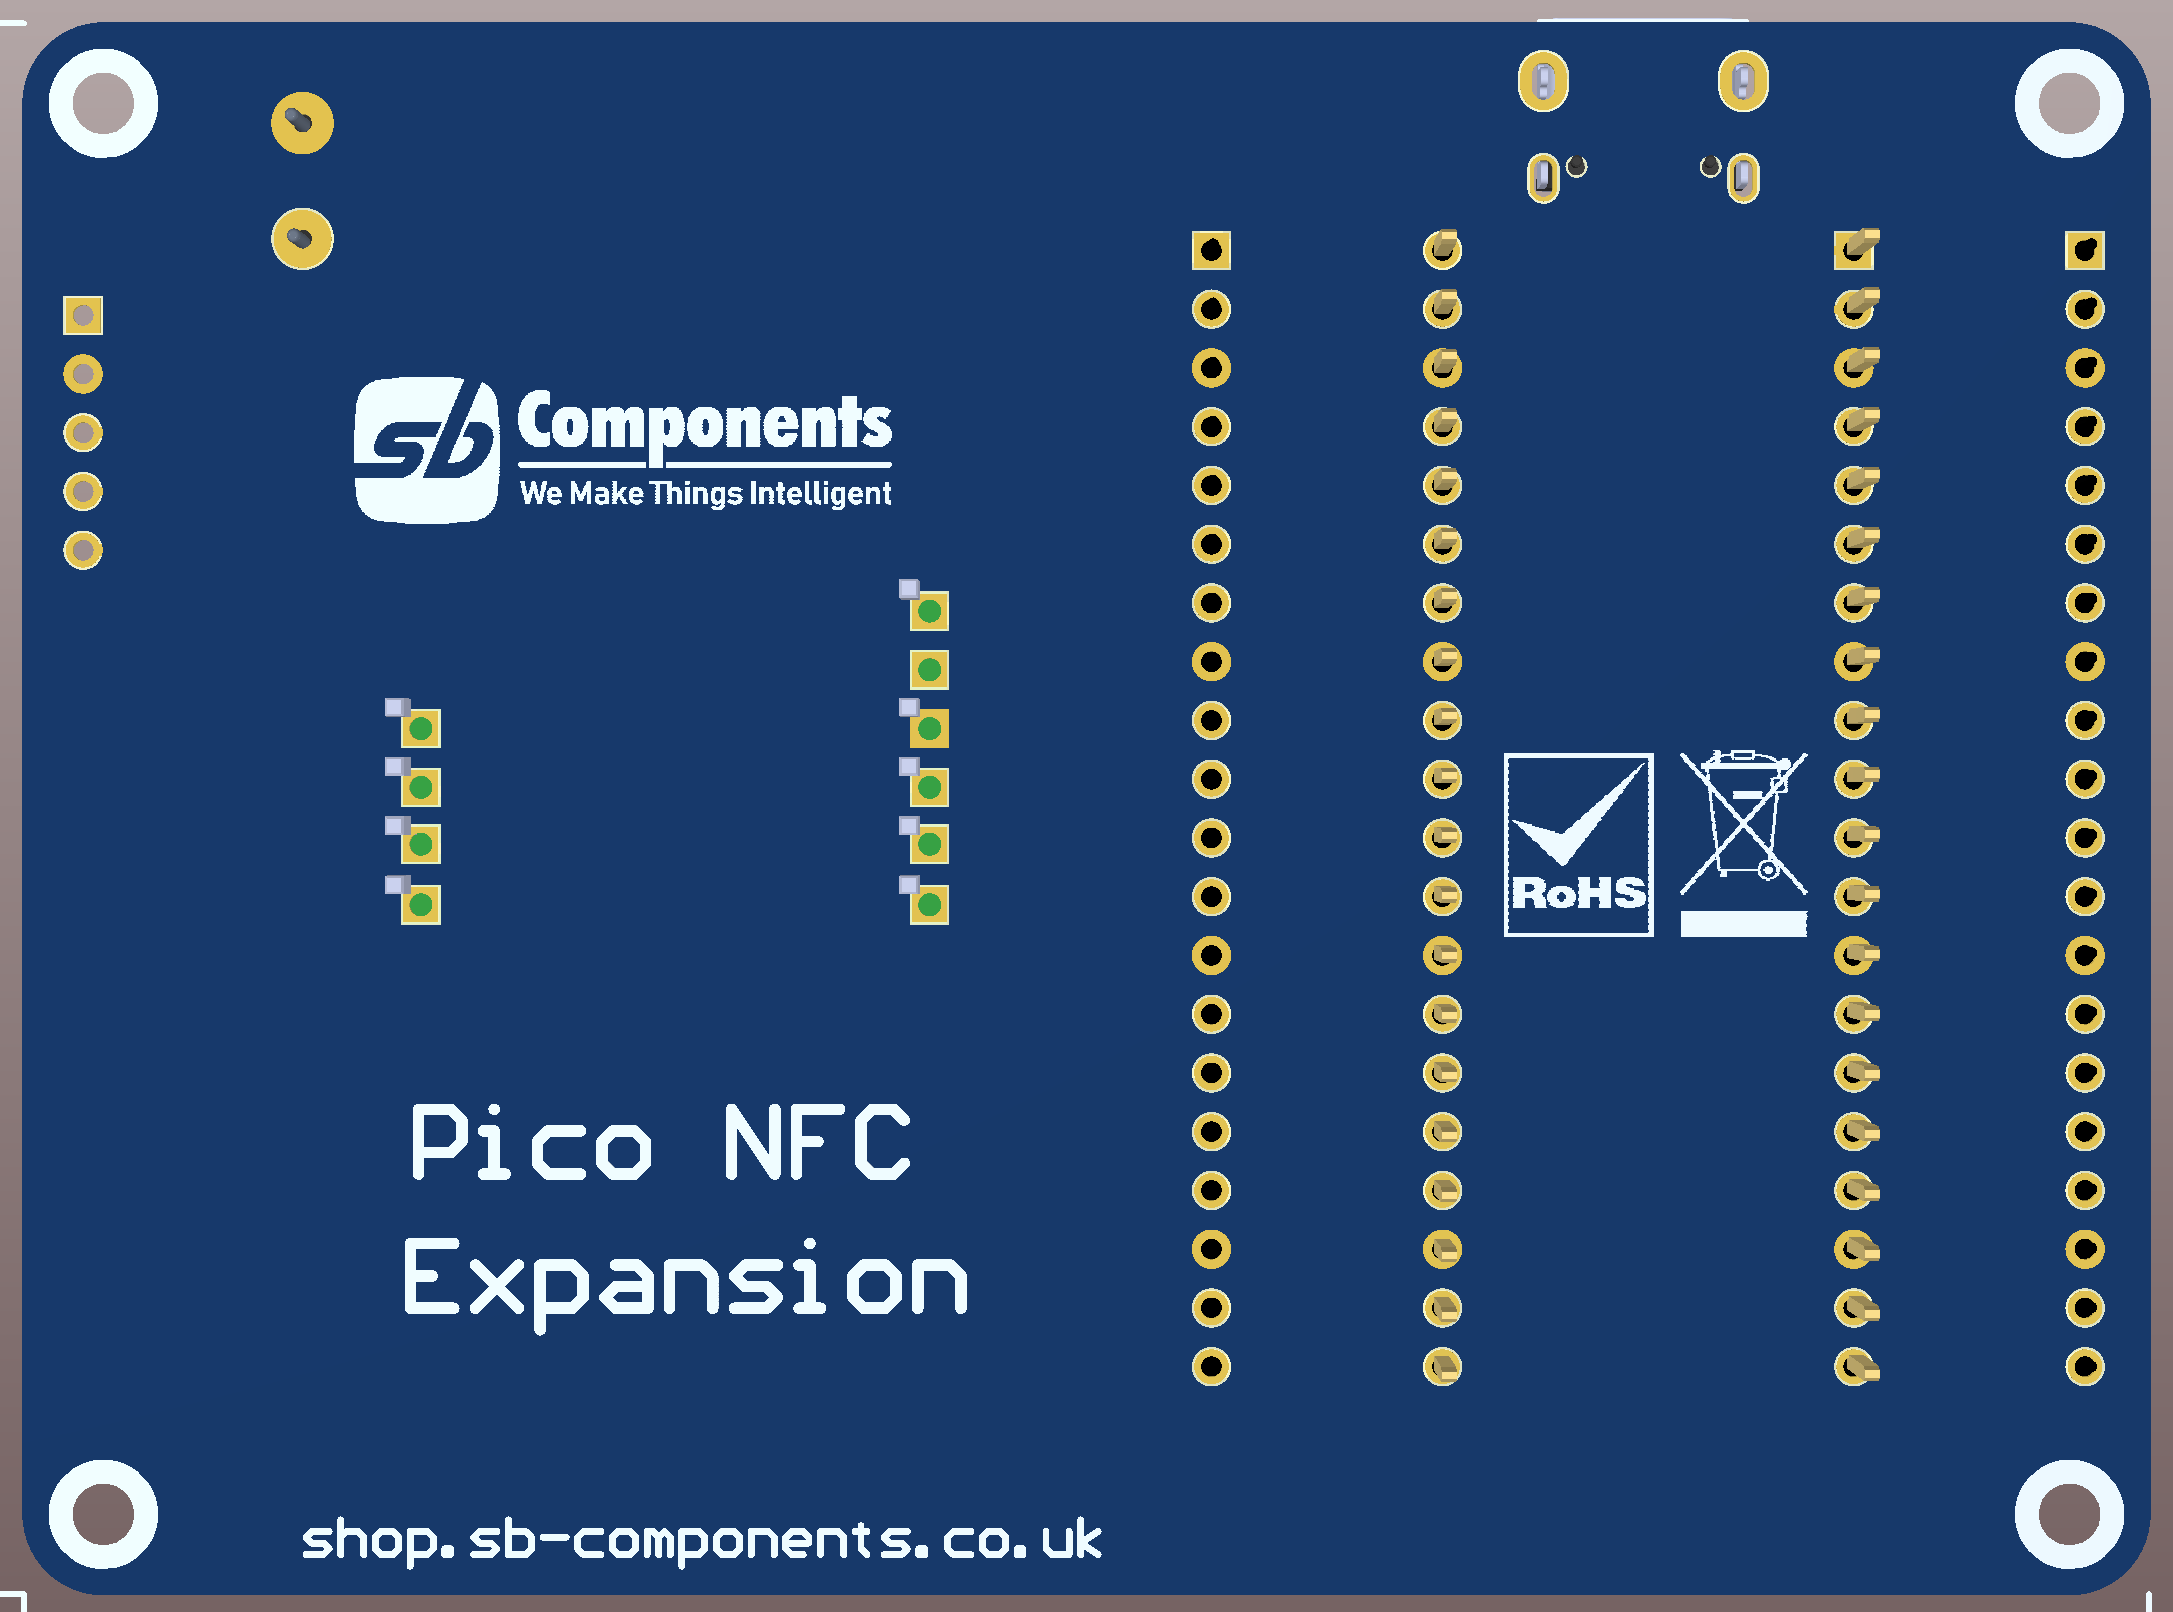 sb Components
We Make Things Intelligent
RoHS
Pico NFC
Expansion
shop.sb-components.co.uk